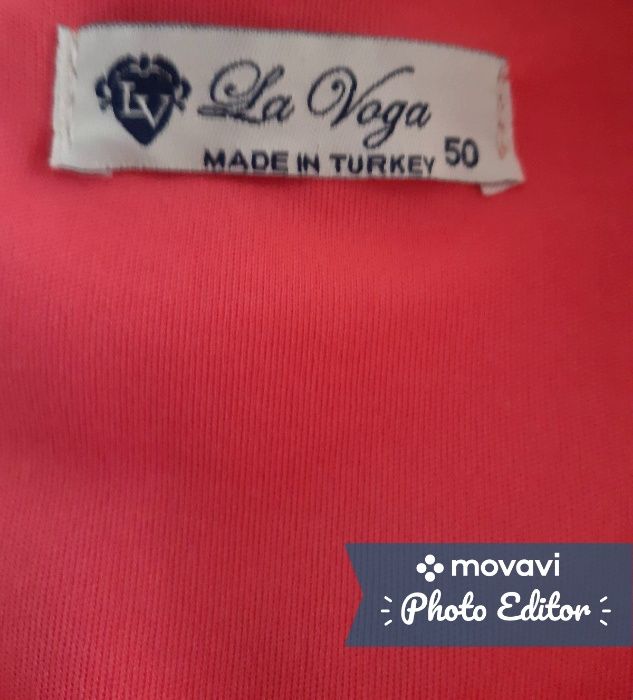 LV La Voga
MADE IN TURKEY 50
movavi
Photo Editor